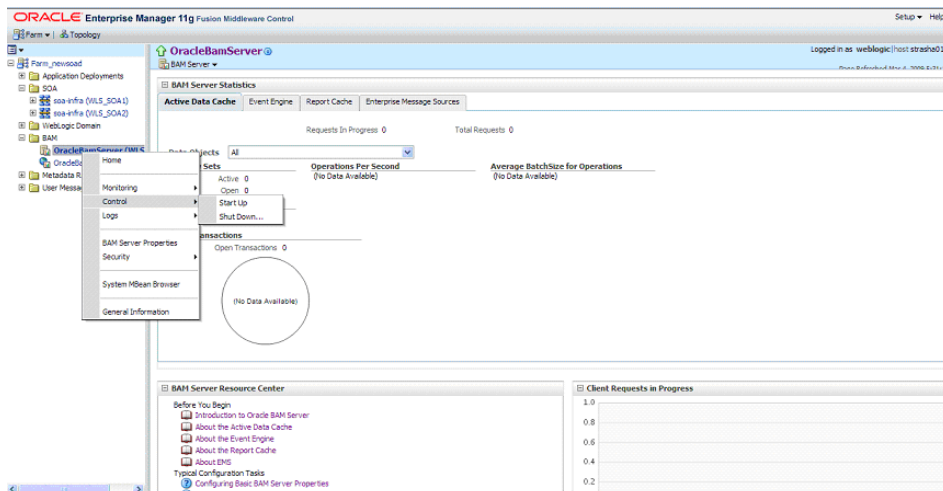 ORACLE Enterprise Manager 11g Fusion Middleware Control
Setup Help
Farm Topology
OracleBamServer
Logged in as weblogic|host strasha01
BAM Server
Farm_newsoad
Application Deployments
SOA
soa-infra (WLS_SOA1)
soa-infra (WLS_SOA2)
WebLogic Domain
BAM
OracleBamServer (WLS
Metadata R
User Messa
Home
Monitoring
Control
Logs
BAM Server Properties
Security
System MBean Browser
General Information
Start Up
Shut Down...
BAM Server Statistics
Active Data Cache Event Engine Report Cache Enterprise Message Sources
Requests In Progress 0 Total Requests 0
All
Sets Operations Per Second Average BatchSize for Operations
Active 0 (No Data Available) (No Data Available)
Open 0
Open Transactions 0
(No Data Available)
BAM Server Resource Center
Before You Begin
Introduction to Oracle BAM Server
About the Active Data Cache
About the Event Engine
About the Report Cache
About EMS
Typical Configuration Tasks
Configuring Basic BAM Server Properties
Client Requests in Progress
1.0
0.8
0.6
0.4
0.2